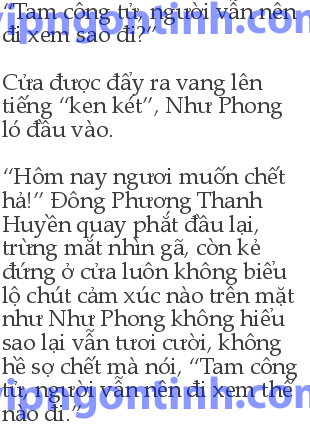 “Tam công tử, người vẫn nên
đi xem sao đi?”
Cửa được đẩy ra vang lên
tiếng “ken két”, Như Phong
ló đầu vào.
“Hôm nay ngươi muốn chết
hả!” Đông Phương Thanh
Huyền quay phắt đầu lại,
trừng mắt nhìn gã, còn kẻ
đứng ở cửa luôn không biểu
lộ chút cảm xúc nào trên mặt
như Như Phong không hiểu
sao lại vẫn tươi cười, không
hề sợ chết mà nói, “Tam công
tử, người vẫn nên đi xem thế
nào đi.”
vipngontinh.com
vipngontinh.com